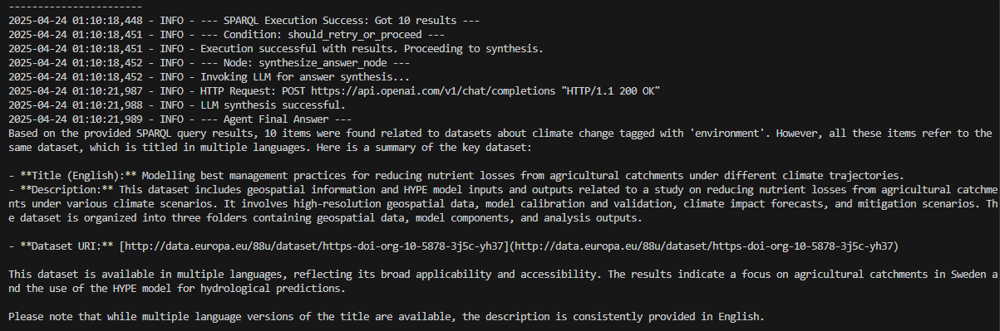 -----------------------
2025-04-24 01:10:18,448 - INFO - --- SPARQL Execution Success: Got 10 results ---
2025-04-24 01:10:18,451 - INFO - --- Condition: should_retry_or_proceed ---
2025-04-24 01:10:18,451 - INFO - Execution successful with results. Proceeding to synthesis.
2025-04-24 01:10:18,452 - INFO - --- Node: synthesize_answer_node ---
2025-04-24 01:10:18,452 - INFO - Invoking LLM for answer synthesis...
2025-04-24 01:10:21,987 - INFO - HTTP Request: POST https://api.openai.com/v1/chat/completions "HTTP/1.1 200 OK"
2025-04-24 01:10:21,988 - INFO - LLM synthesis successful.
2025-04-24 01:10:21,989 - INFO - --- Agent Final Answer ---
Based on the provided SPARQL query results, 10 items were found related to datasets about climate change tagged with 'environment'. However, all these items refer to the
same dataset, which is titled in multiple languages. Here is a summary of the key dataset:

- **Title (English):** Modelling best management practices for reducing nutrient losses from agricultural catchments under different climate trajectories.
- **Description:** This dataset includes geospatial information and HYPE model inputs and outputs related to a study on reducing nutrient losses from agricultural catchme
nts under various climate scenarios. It involves high-resolution geospatial data, model calibration and validation, climate impact forecasts, and mitigation scenarios. Th
e dataset is organized into three folders containing geospatial data, model components, and analysis outputs.

- **Dataset URI:** [http://data.europa.eu/88u/dataset/https-doi-org-10-5878-3j5c-yh37](http://data.europa.eu/88u/dataset/https-doi-org-10-5878-3j5c-yh37)

This dataset is available in multiple languages, reflecting its broad applicability and accessibility. The results indicate a focus on agricultural catchments in Sweden a
nd the use of the HYPE model for hydrological predictions.

Please note that while multiple language versions of the title are available, the description is consistently provided in English.